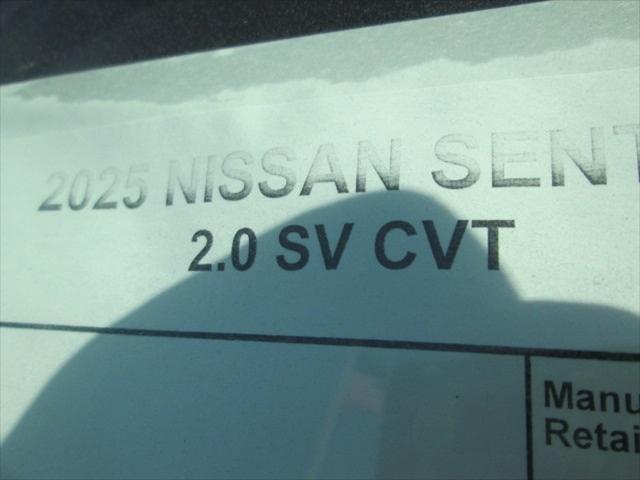 2025 NISSAN SENT
2.0 SV CVT
Manu
Retai